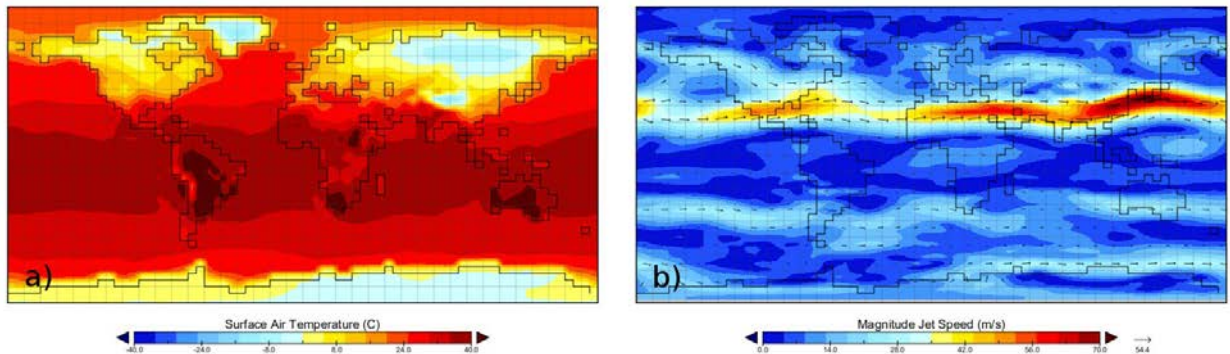 a)
b)
Surface Air Temperature (C)
-40.0 -24.0 -8.0 8.0 24.0 40.0
Magnitude Jet Speed (m/s)
0.0 14.0 28.0 42.0 56.0 70.0 54.4